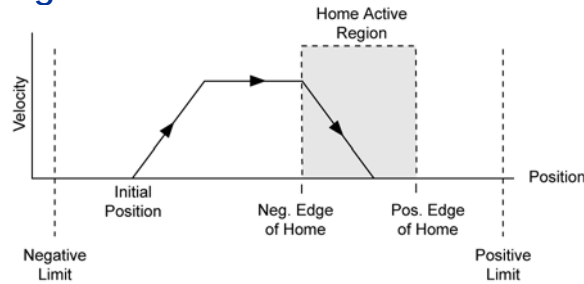 Home Active
Region
Velocity
Position
Initial
Position
Neg. Edge
of Home
Pos. Edge
of Home
Negative
Limit
Positive
Limit